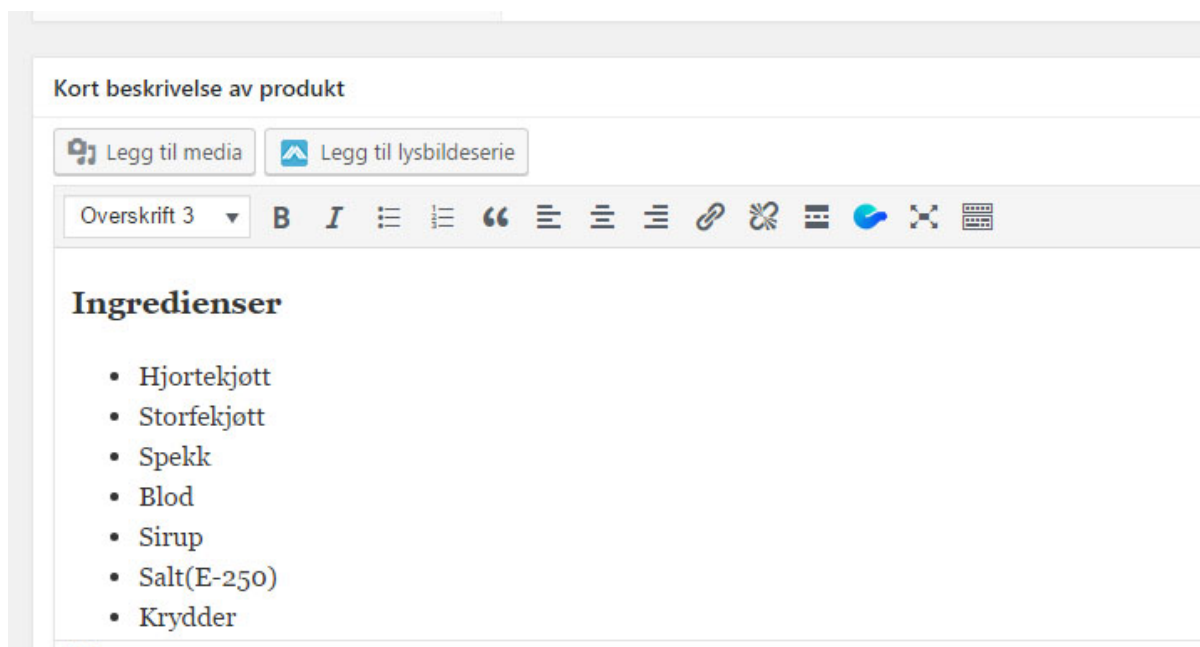 Kort beskrivelse av produkt
Legg til media Legg til lysbildeserie
Overskrift 3
Ingredienser
Hjortekjøtt
Storfekjøtt
Spekk
Blod
Sirup
Salt(E-250)
Krydder